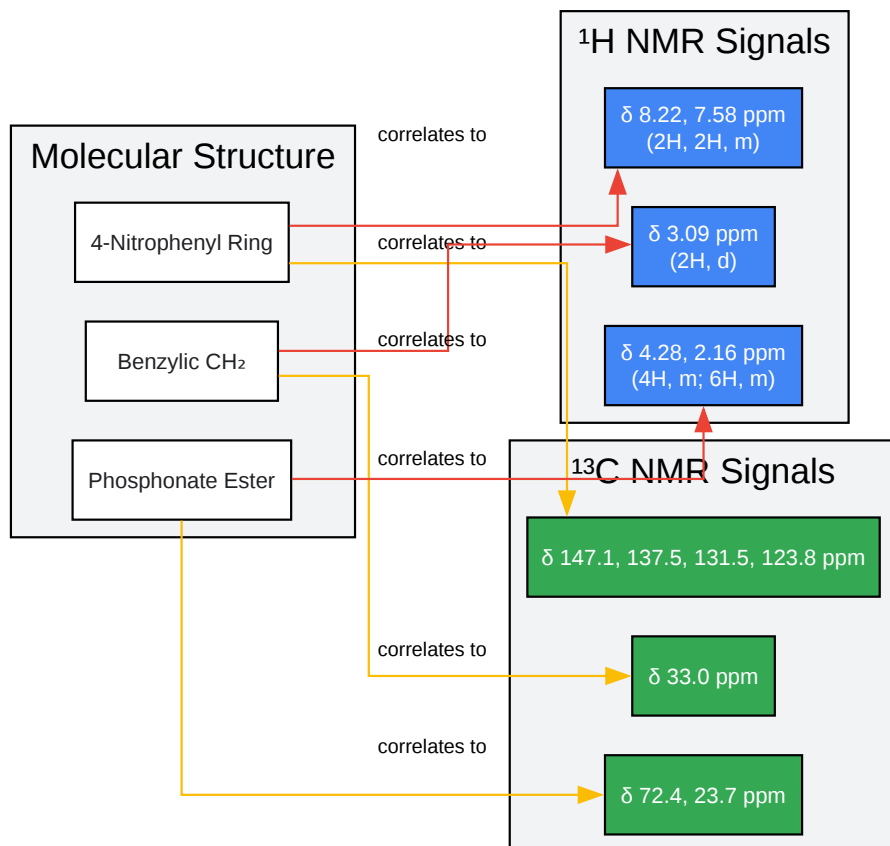 Molecular Structure
4-Nitrophenyl Ring
Benzylic CH₂
Phosphonate Ester
correlates to
correlates to
correlates to
correlates to
correlates to
correlates to
¹H NMR Signals
δ 8.22, 7.58 ppm
(2H, 2H, m)
δ 3.09 ppm
(2H, d)
δ 4.28, 2.16 ppm
(4H, m; 6H, m)
¹³C NMR Signals
δ 147.1, 137.5, 131.5, 123.8 ppm
δ 33.0 ppm
δ 72.4, 23.7 ppm